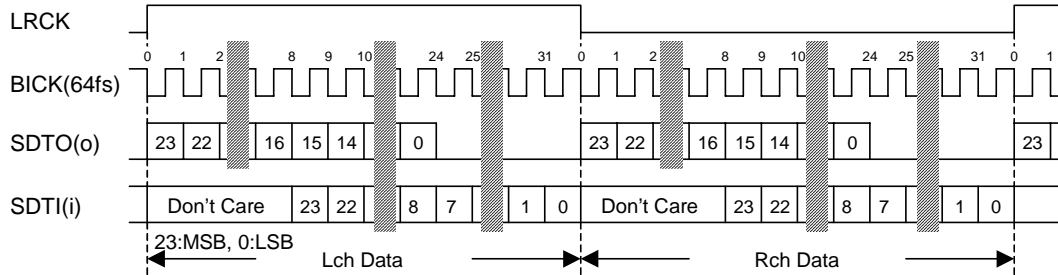 LRCK
0 1 2 8 9 10 24 25 31 0 1 2 8 9 10 24 25 31 0 1
BICK(64fs)
SDTO(o) 23 22 16 15 14 0 23 22 16 15 14 0 23
SDTI(i) Don't Care 23 22 8 7 1 0 Don't Care 23 22 8 7 1 0
23:MSB, 0:LSB
Lch Data Rch Data